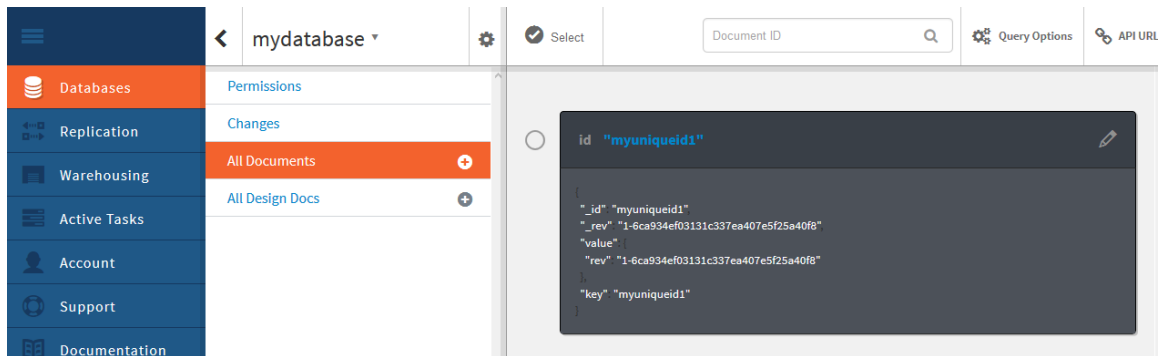 mydatabase
Select
Document ID
Query Options
API URL
Databases
Replication
Warehousing
Active Tasks
Account
Support
Documentation
Permissions
Changes
All Documents
All Design Docs
id "myuniqueid1"
{
"_id": "myuniqueid1",
"_rev": "1-6ca934ef03131c337ea407e5f25a40f8",
"value": {
"rev": "1-6ca934ef03131c337ea407e5f25a40f8"
},
"key": "myuniqueid1"
}